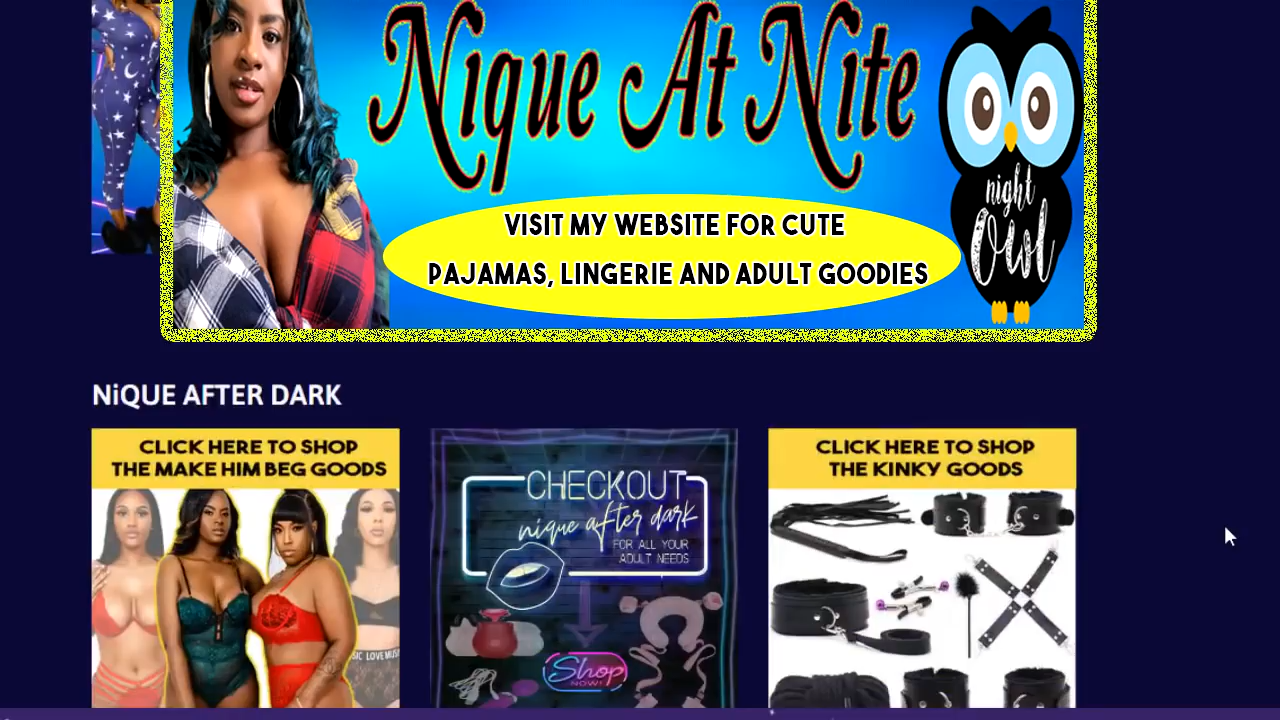 Nique At Nite
VISIT MY WEBSITE FOR CUTE
PAJAMAS, LINGERIE AND ADULT GOODIES
night
Owl
NiQUE AFTER DARK
CLICK HERE TO SHOP
THE MAKE HIM BEG GOODS
CHECKOUT
nique after dark
FOR ALL YOUR
ADULT NEEDS
Shop
NOW!
CLICK HERE TO SHOP
THE KINKY GOODS